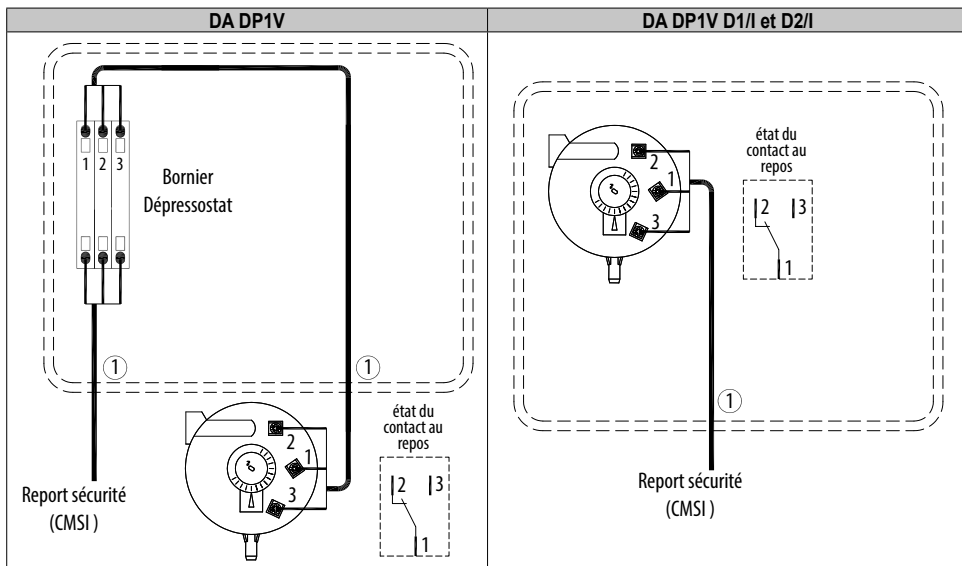 DA DP1V
1 2 3
Bornier
Dépressostat
1
1
2
1
3
état du
contact au
repos
2 3
1
Report sécurité
(CMSI )
DA DP1V D1/I et D2/I
2
1
3
état du
contact au
repos
2 3
1
1
Report sécurité
(CMSI )